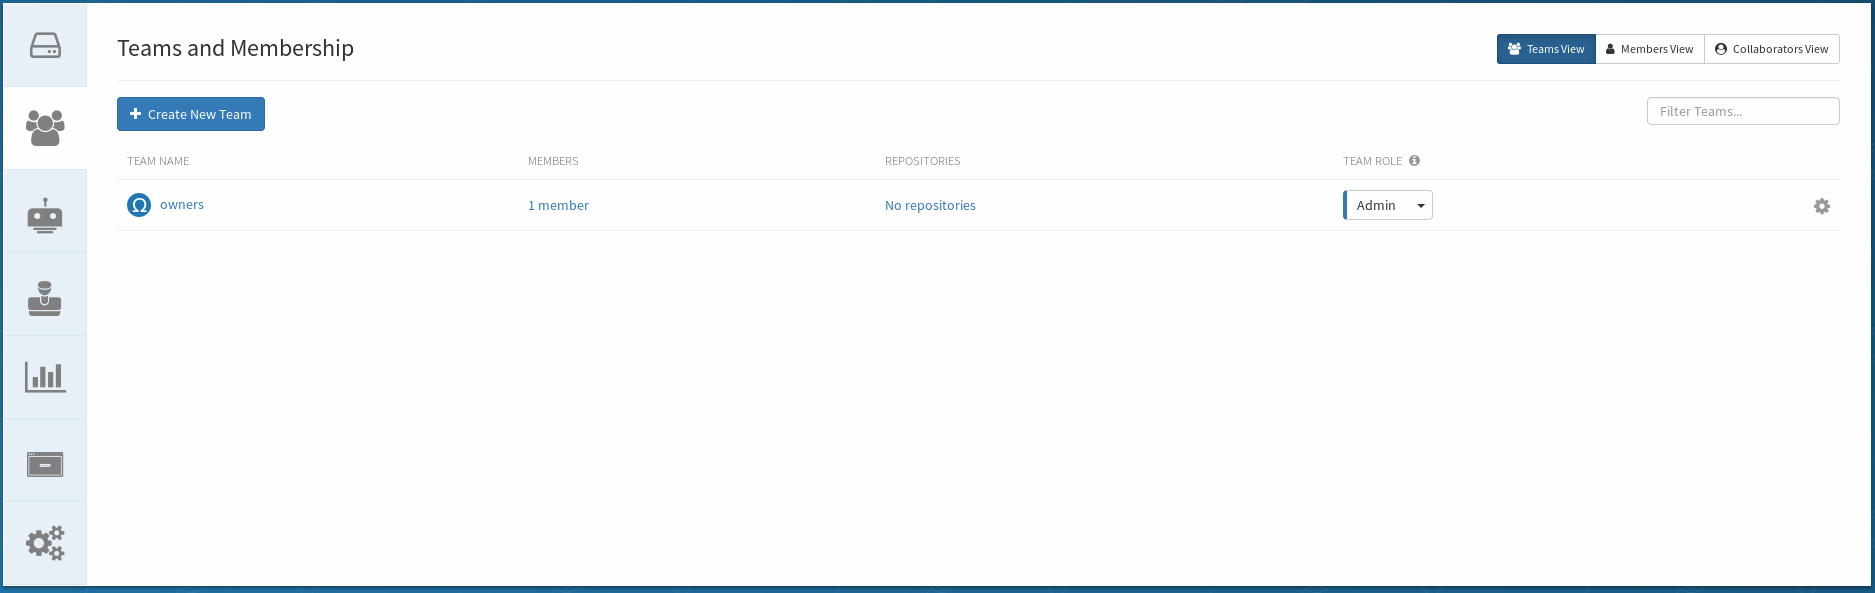 Teams and Membership
Teams View Members View Collaborators View
Create New Team
Filter Teams...
TEAM NAME MEMBERS REPOSITORIES TEAM ROLE
Ω owners 1 member No repositories Admin